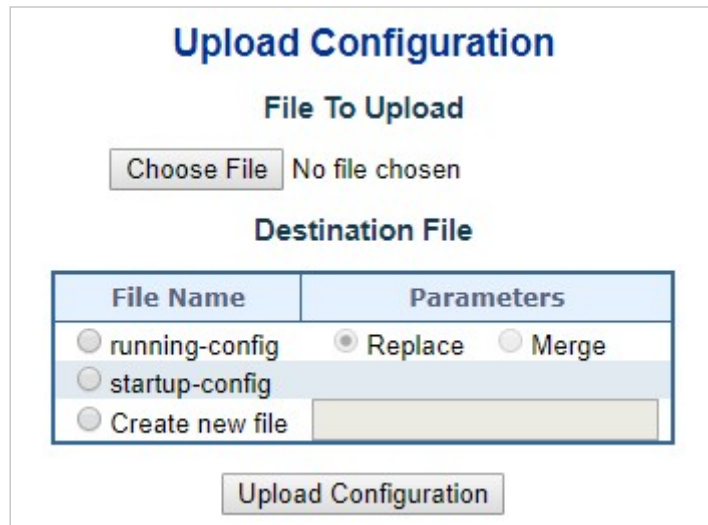 Upload Configuration
File To Upload
Choose File No file chosen
Destination File
File Name Parameters
running-config Replace Merge
startup-config
Create new file
Upload Configuration